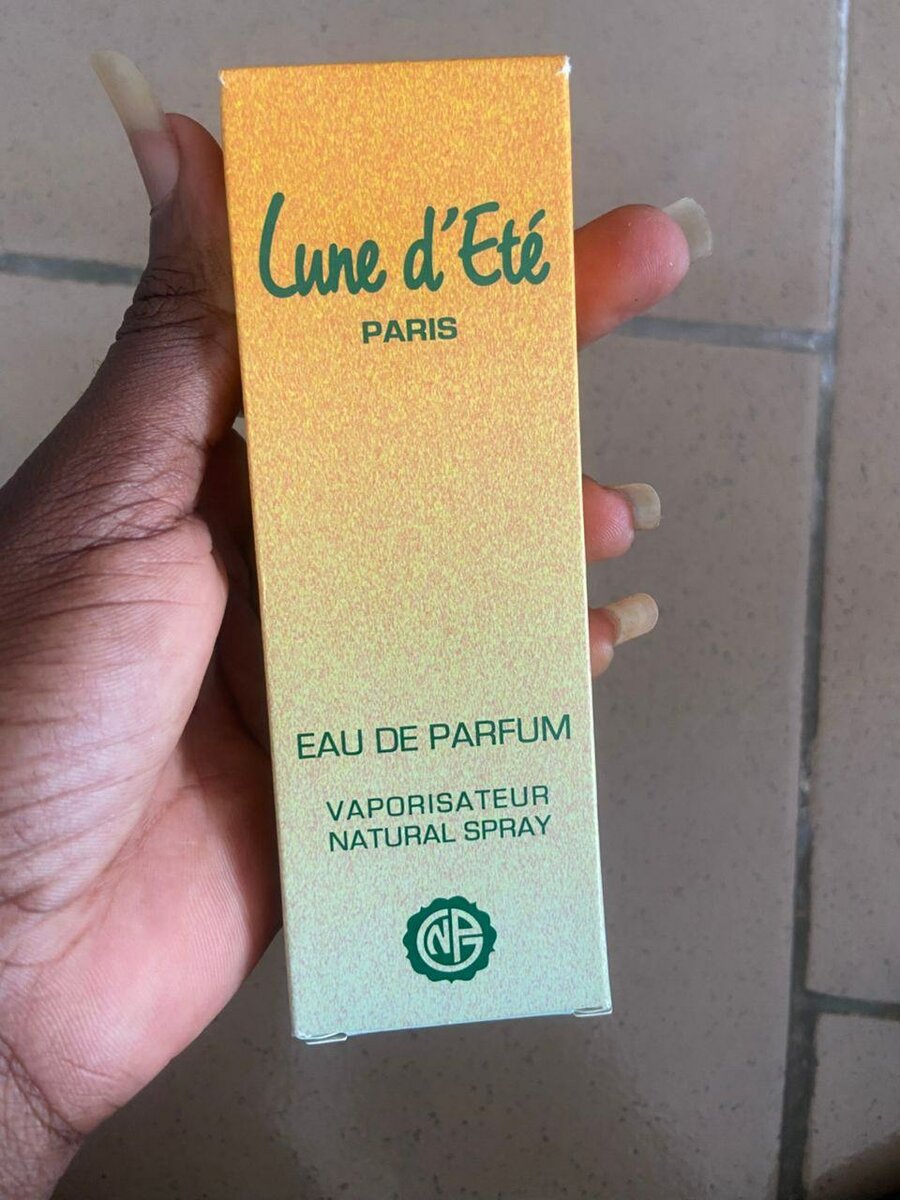 Lune d'Eté
PARIS
EAU DE PARFUM
VAPORISATEUR
NATURAL SPRAY